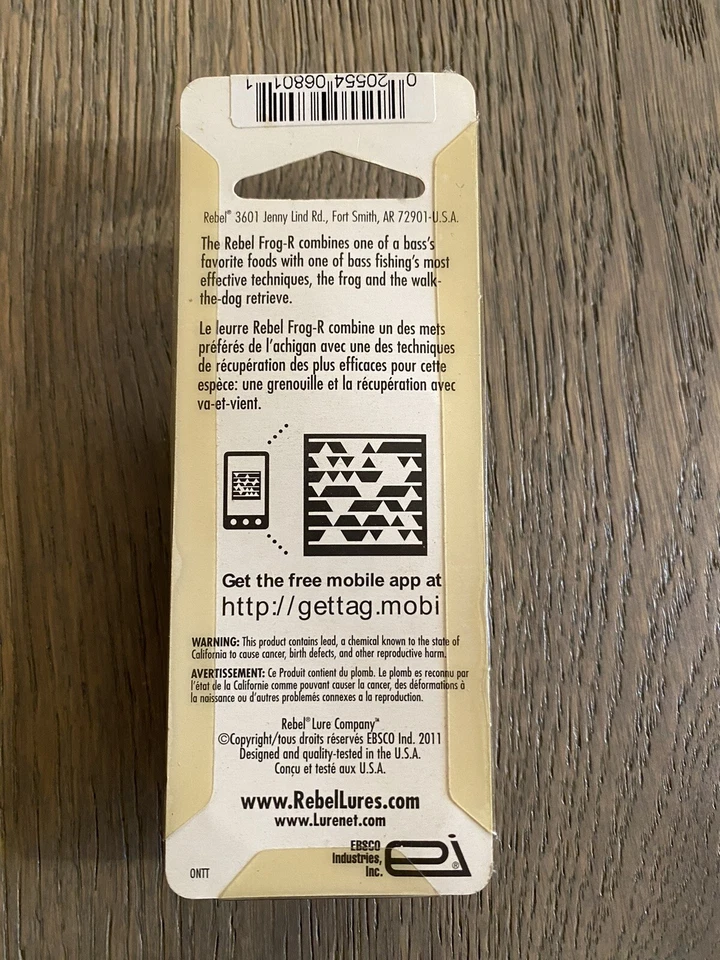 0 20554 06801 1
Rebel® 3601 Jenny Lind Rd., Fort Smith, AR 72901-U.S.A.
The Rebel Frog-R combines one of a bass's
favorite foods with one of bass fishing's most
effective techniques, the frog and the walk-
the-dog retrieve.
Le leurre Rebel Frog-R combine un des mets
préférés de l'achigan avec une des techniques
de récupération des plus efficaces pour cette
espèce: une grenouille et la récupération avec
va-et-vient.
Get the free mobile app at
http://gettag.mobi
WARNING: This product contains lead, a chemical known to the state of
California to cause cancer, birth defects, and other reproductive harm.
AVERTISSEMENT: Ce Produit contient du plomb. Le plomb es reconnu par
l'état de la Californie comme pouvant causer la cancer, des déformations à
la naissance ou d'autres problémes connexes a la reproduction.
Rebel® Lure Company™
©Copyright/tous droits réservés EBSCO Ind. 2011
Designed and quality-tested in the U.S.A.
Conçu et testé aux U.S.A.
www.RebelLures.com
www.Lurenet.com
EBSCO
Industries,
Inc.
ei®
ONTT